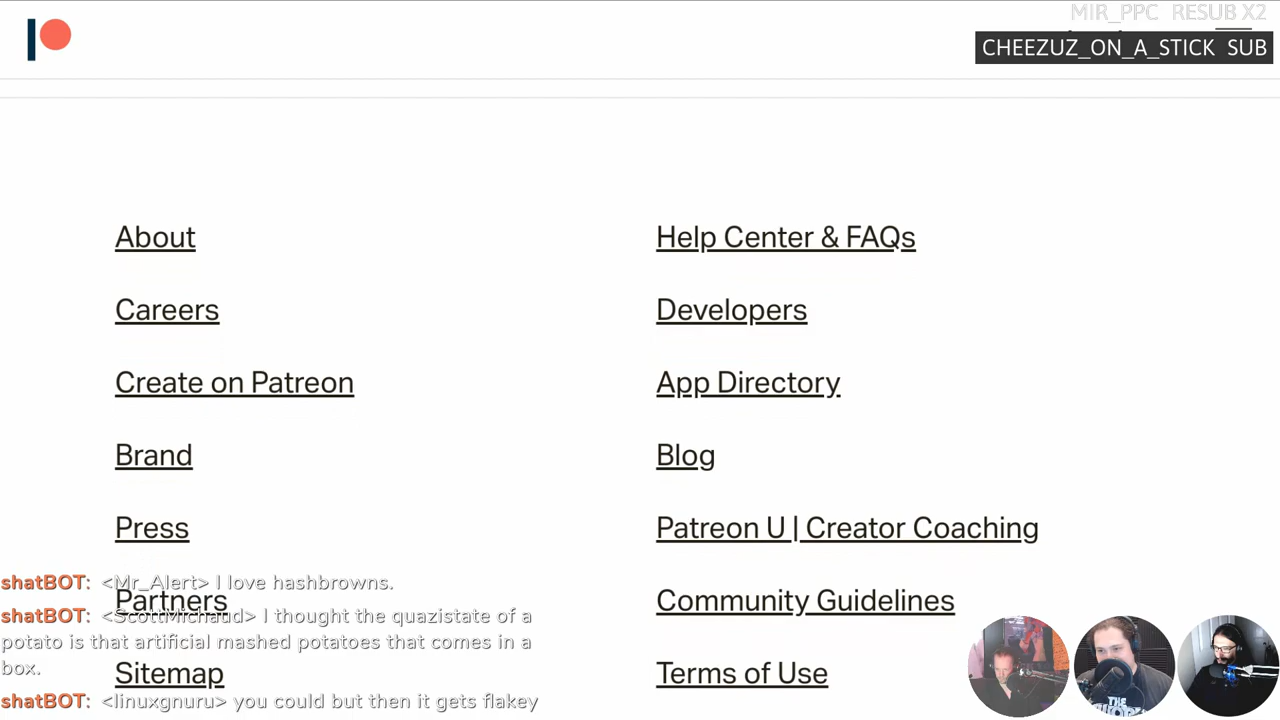 MIR_PPC RESUB X2
CHEEZUZ_ON_A_STICK SUB
About
Careers
Create on Patreon
Brand
Press
Partners
Sitemap
Help Center & FAQs
Developers
App Directory
Blog
Patreon U | Creator Coaching
Community Guidelines
Terms of Use
shatBOT: <Mr_Alert> I love hashbrowns.
shatBOT: <ScottMichaud> I thought the quazistate of a
potato is that artificial mashed potatoes that comes in a
box.
shatBOT: <linuxgnuru> you could but then it gets flakey
THE